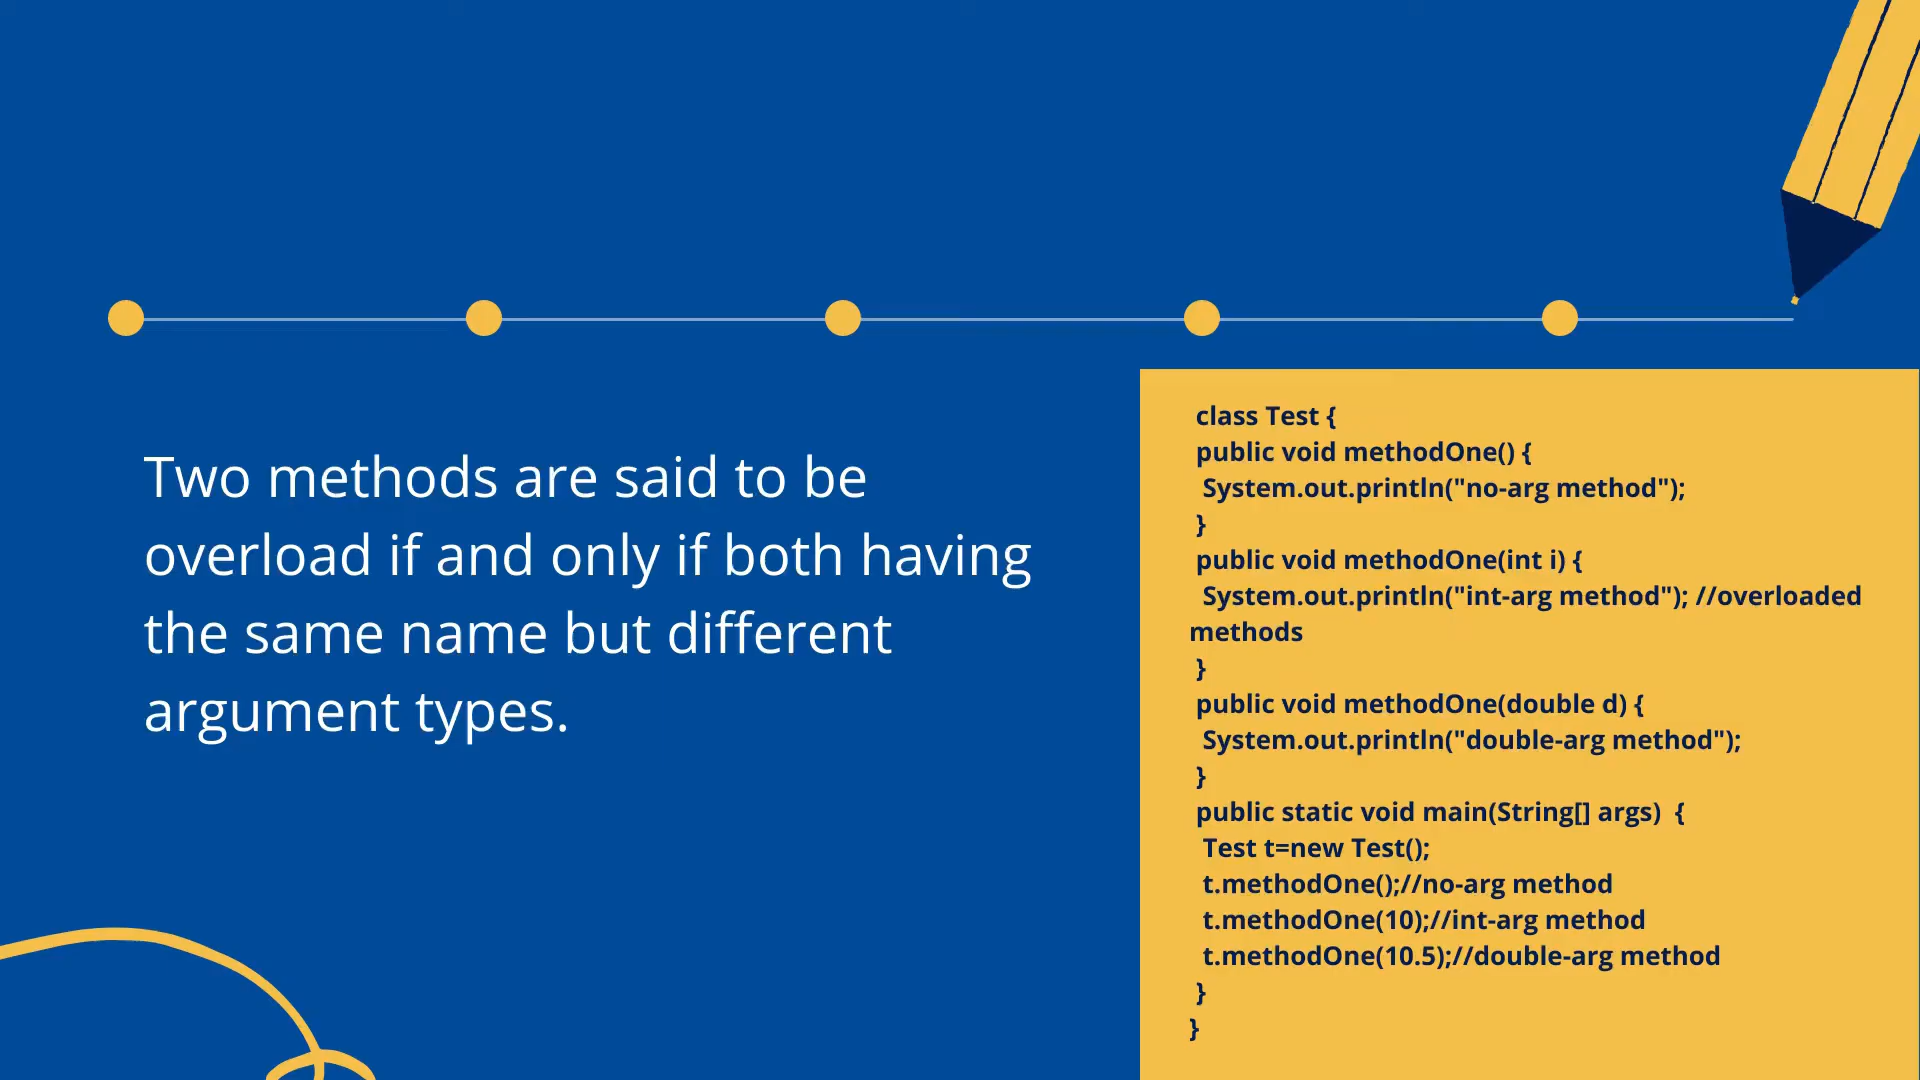 Two methods are said to be
overload if and only if both having
the same name but different
argument types.
class Test {
public void methodOne() {
System.out.println("no-arg method");
}
public void methodOne(int i) {
System.out.println("int-arg method"); //overloaded
methods
}
public void methodOne(double d) {
System.out.println("double-arg method");
}
public static void main(String[] args)  {
Test t=new Test();
t.methodOne();//no-arg method
t.methodOne(10);//int-arg method
t.methodOne(10.5);//double-arg method
}
}